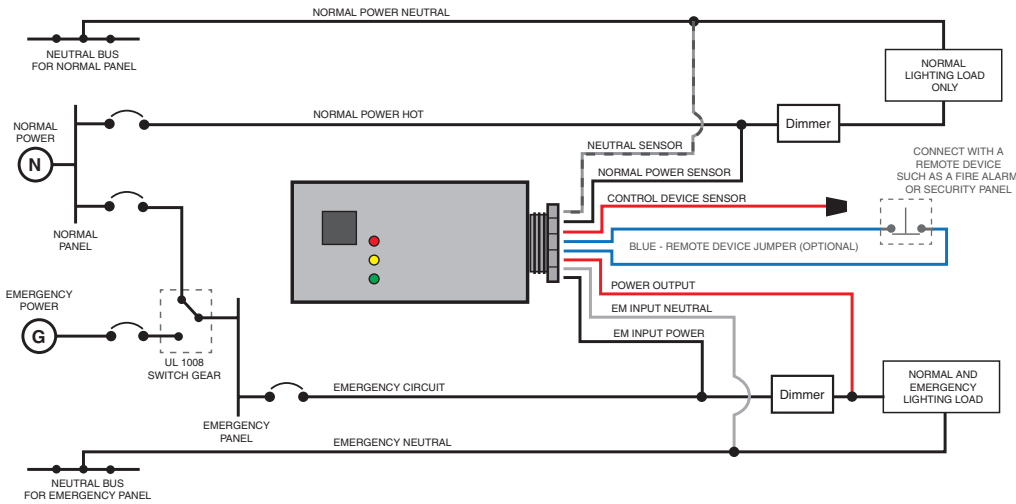 NORMAL POWER NEUTRAL
NEUTRAL BUS
FOR NORMAL PANEL
NORMAL
LIGHTING LOAD
ONLY
NORMAL POWER HOT
Dimmer
NORMAL
POWER
N
NEUTRAL SENSOR
CONNECT WITH A
REMOTE DEVICE
SUCH AS A FIRE ALARM
OR SECURITY PANEL
NORMAL POWER SENSOR
CONTROL DEVICE SENSOR
NORMAL
PANEL
BLUE - REMOTE DEVICE JUMPER (OPTIONAL)
POWER OUTPUT
EMERGENCY
POWER
G
EM INPUT NEUTRAL
EM INPUT POWER
UL 1008
SWITCH GEAR
EMERGENCY CIRCUIT
Dimmer
NORMAL AND
EMERGENCY
LIGHTING LOAD
EMERGENCY
PANEL
EMERGENCY NEUTRAL
NEUTRAL BUS
FOR EMERGENCY PANEL